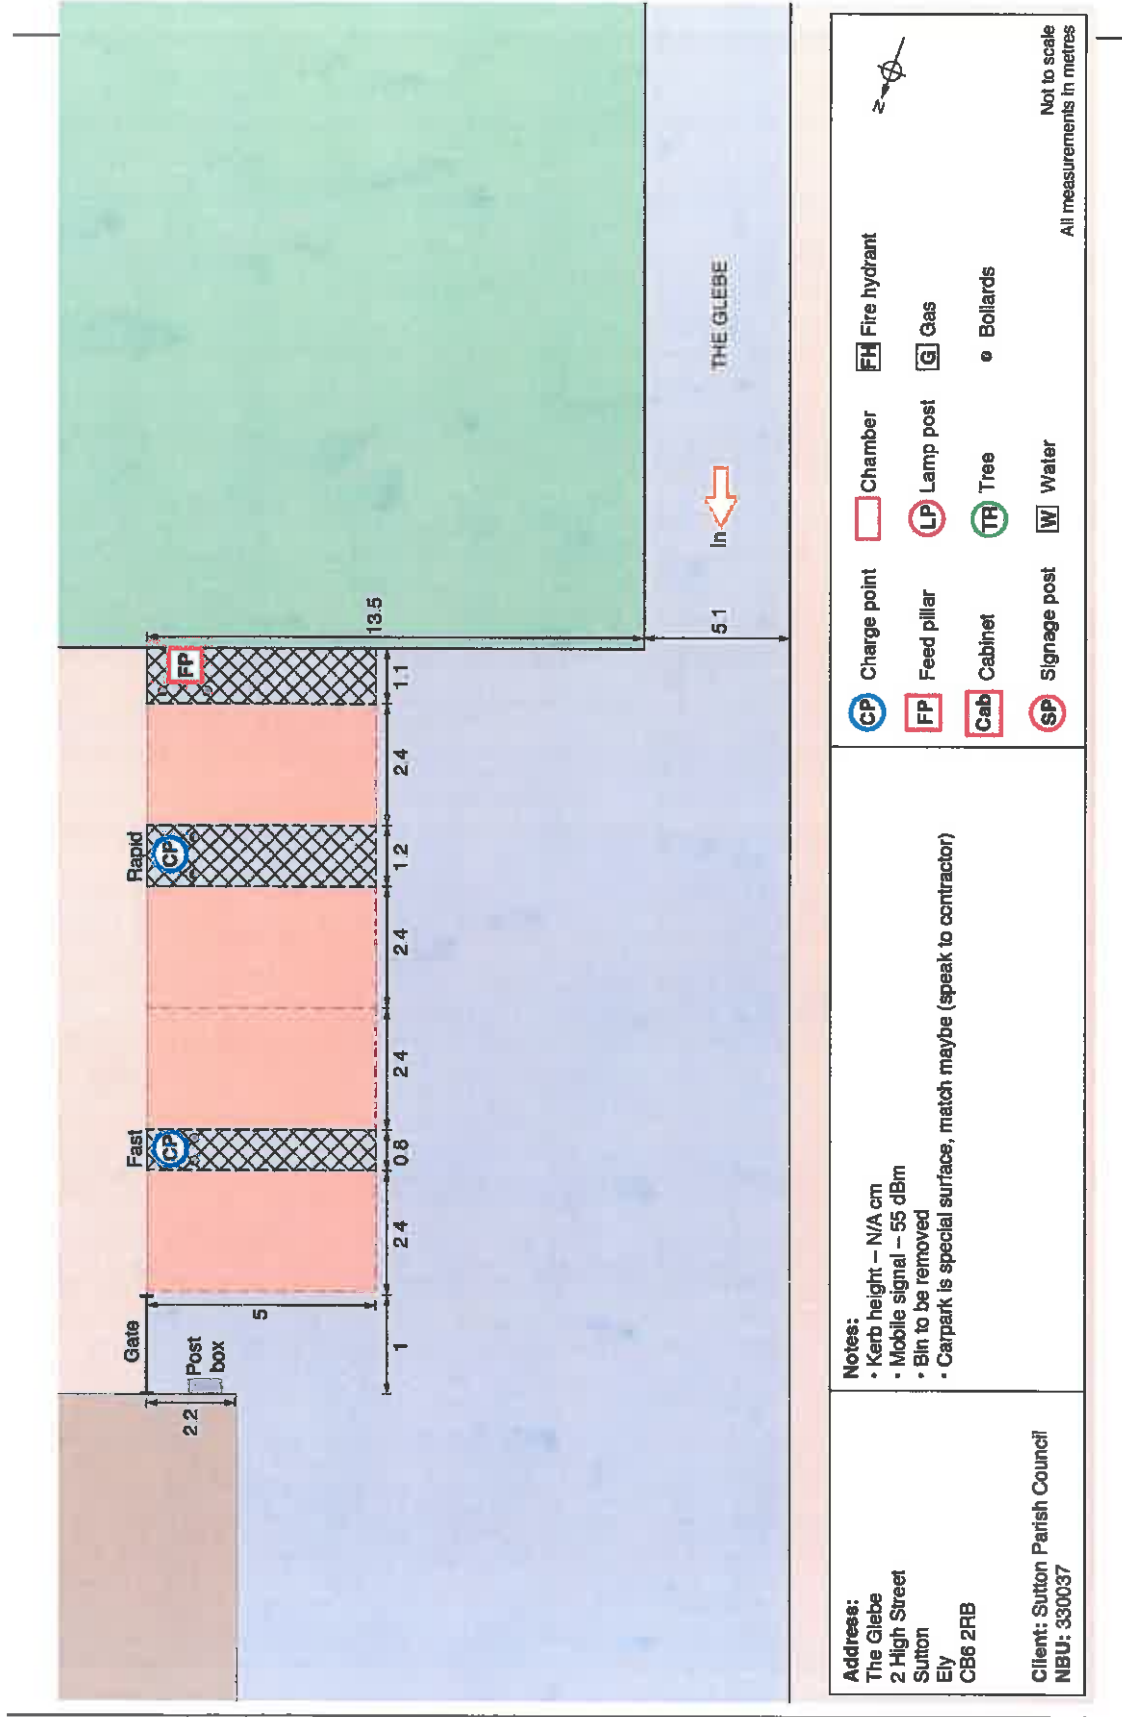 Gate
Fast
Rapid
Post
box
CP
CP
FP
2.2
5
1
2.4
0.8
2.4
2.4
1.2
2.4
1.1
13.5
5.1
In
THE GLEBE
Address:
The Glebe
2 High Street
Sutton
Ely
CB6 2RB
Client: Sutton Parish Council
NBU: 330037
Notes:
• Kerb height – N/A cm
• Mobile signal – 55 dBm
• Bin to be removed
• Carpark is special surface, match maybe (speak to contractor)
CP Charge point
Chamber
FH Fire hydrant
FP Feed pillar
LP Lamp post
G Gas
Cab Cabinet
TR Tree
Bollards
SP Signage post
W Water
N
Not to scale
All measurements in metres